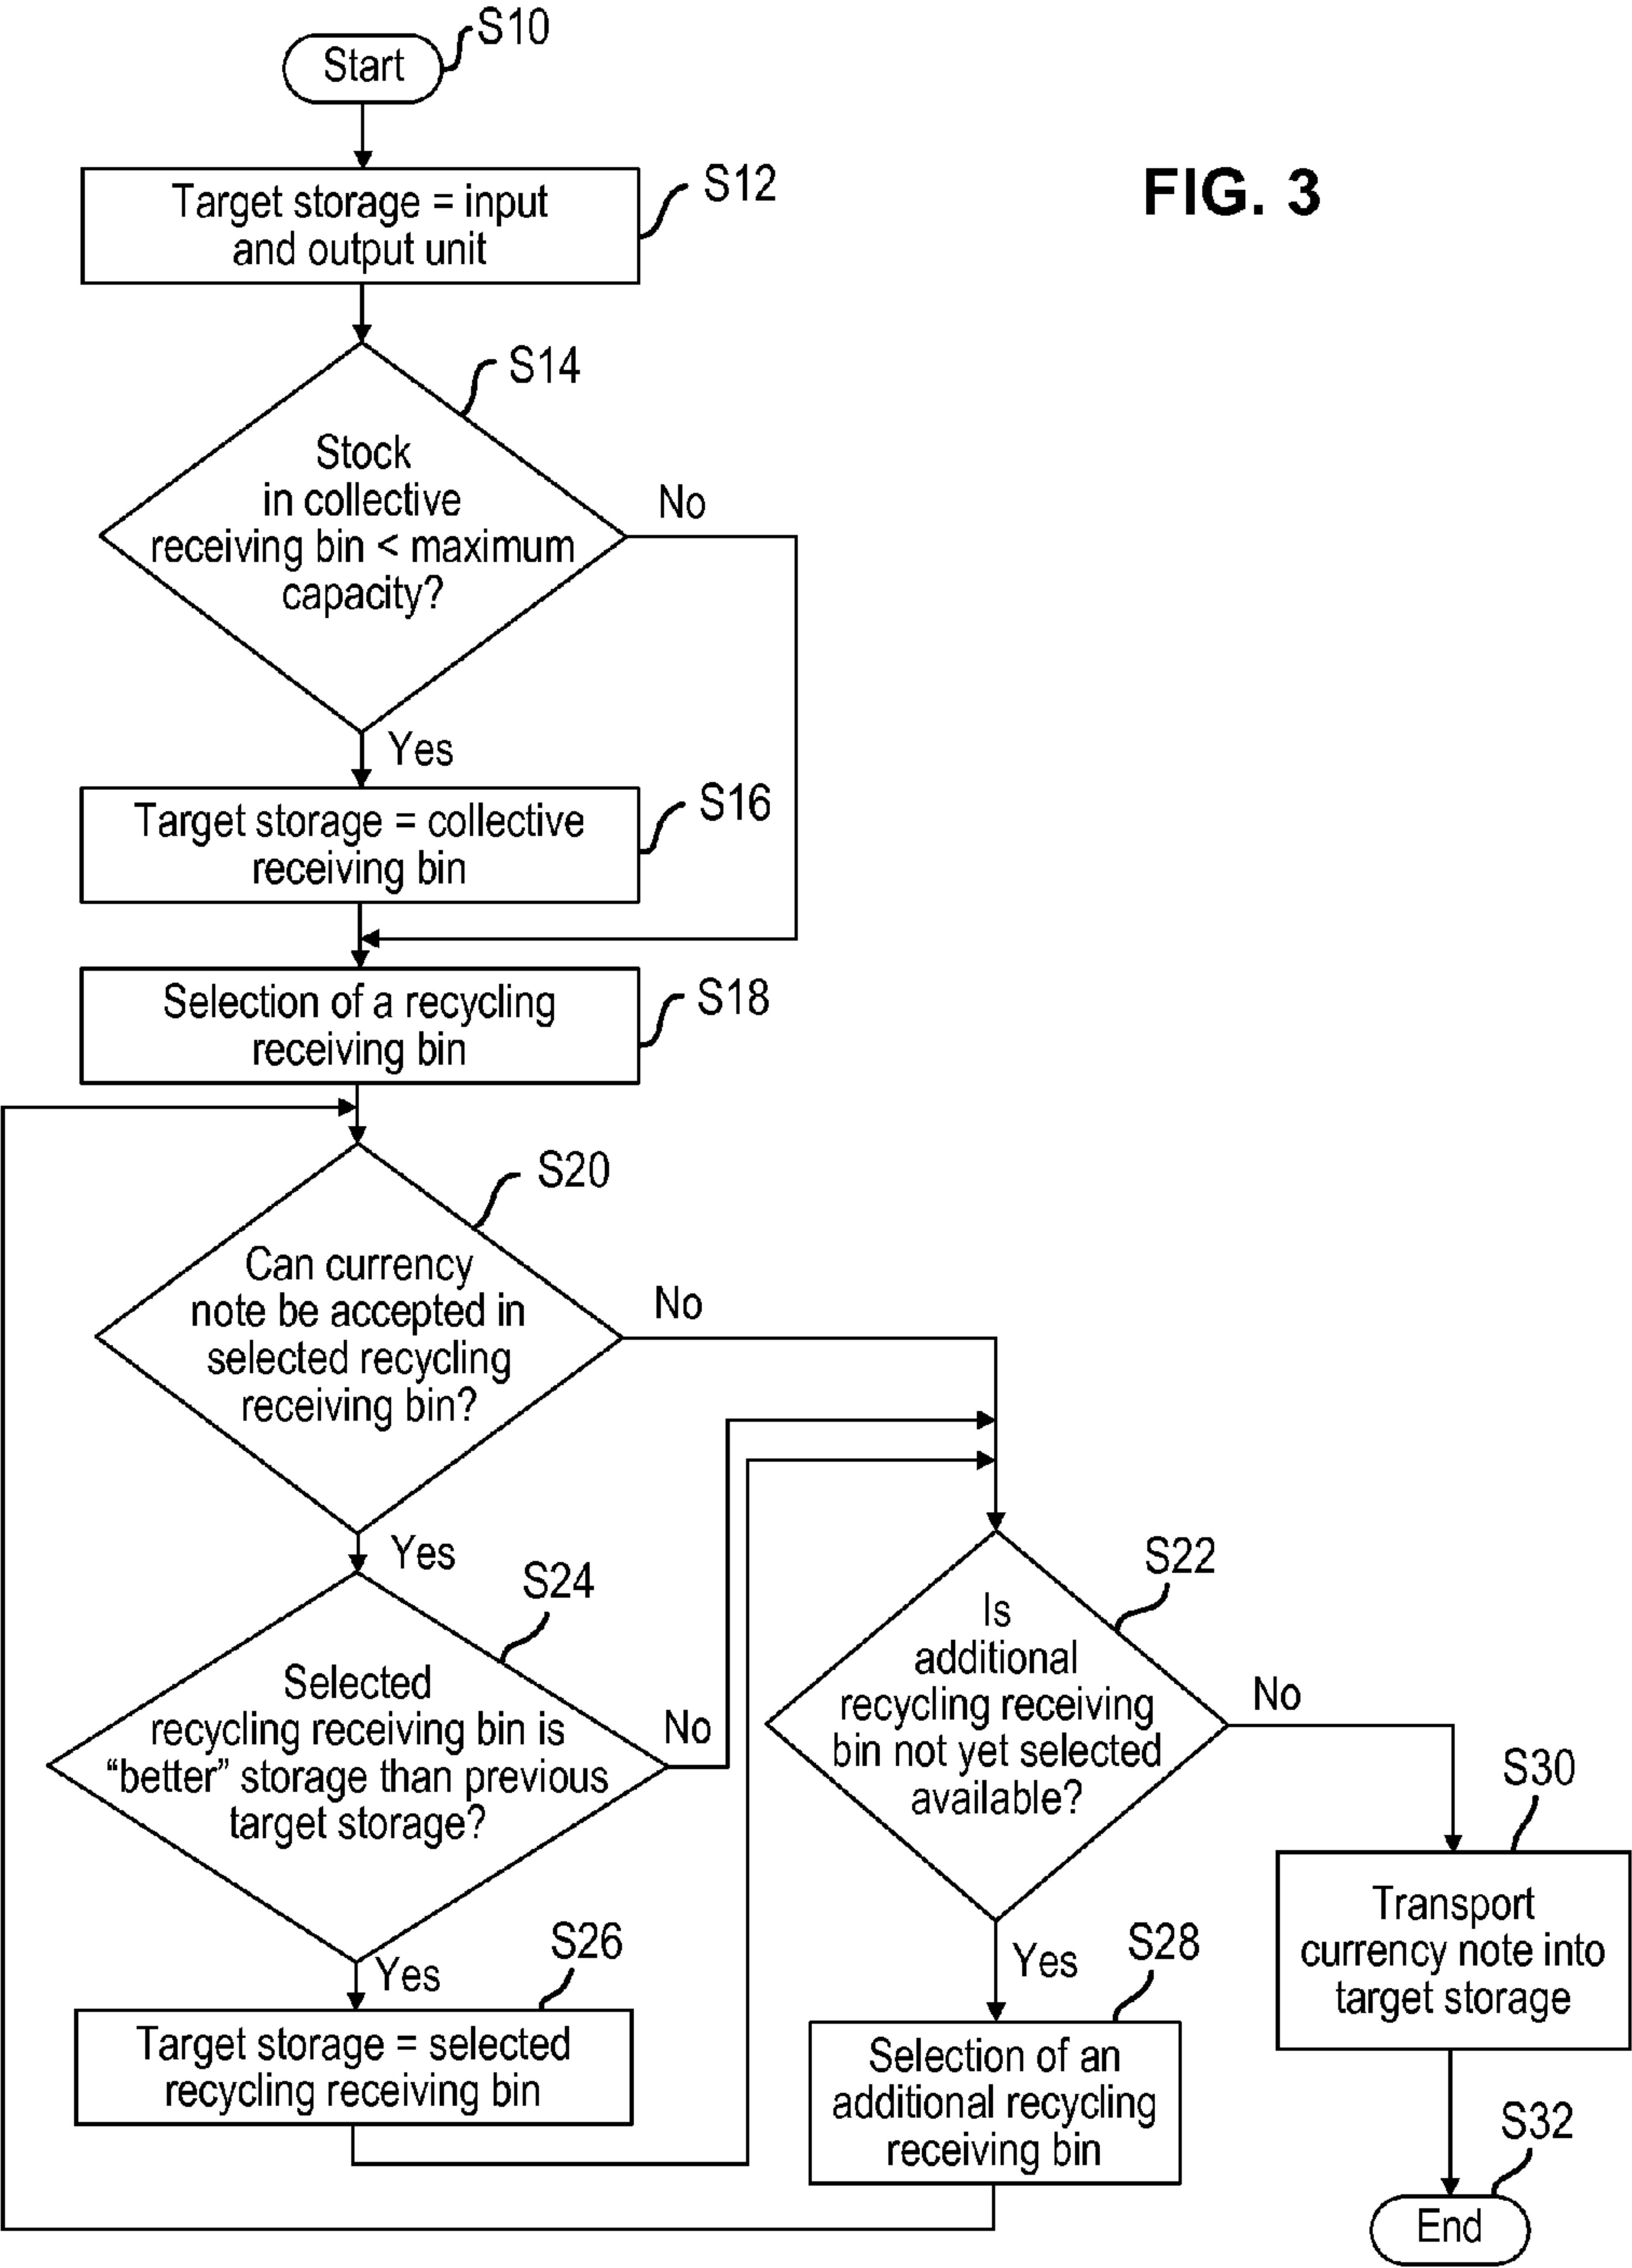 S10
Start
FIG. 3
S12
Target storage = input
and output unit
S14
Stock
in collective
receiving bin < maximum
capacity?
No
Yes
S16
Target storage = collective
receiving bin
S18
Selection of a recycling
receiving bin
S20
Can currency
note be accepted in
selected recycling
receiving bin?
No
Yes
S24
Selected
recycling receiving bin is
“better” storage than previous
target storage?
No
Yes
S26
Target storage = selected
recycling receiving bin
S22
Is
additional
recycling receiving
bin not yet selected
available?
No
Yes
S28
Selection of an
additional recycling
receiving bin
S30
Transport
currency note into
target storage
S32
End